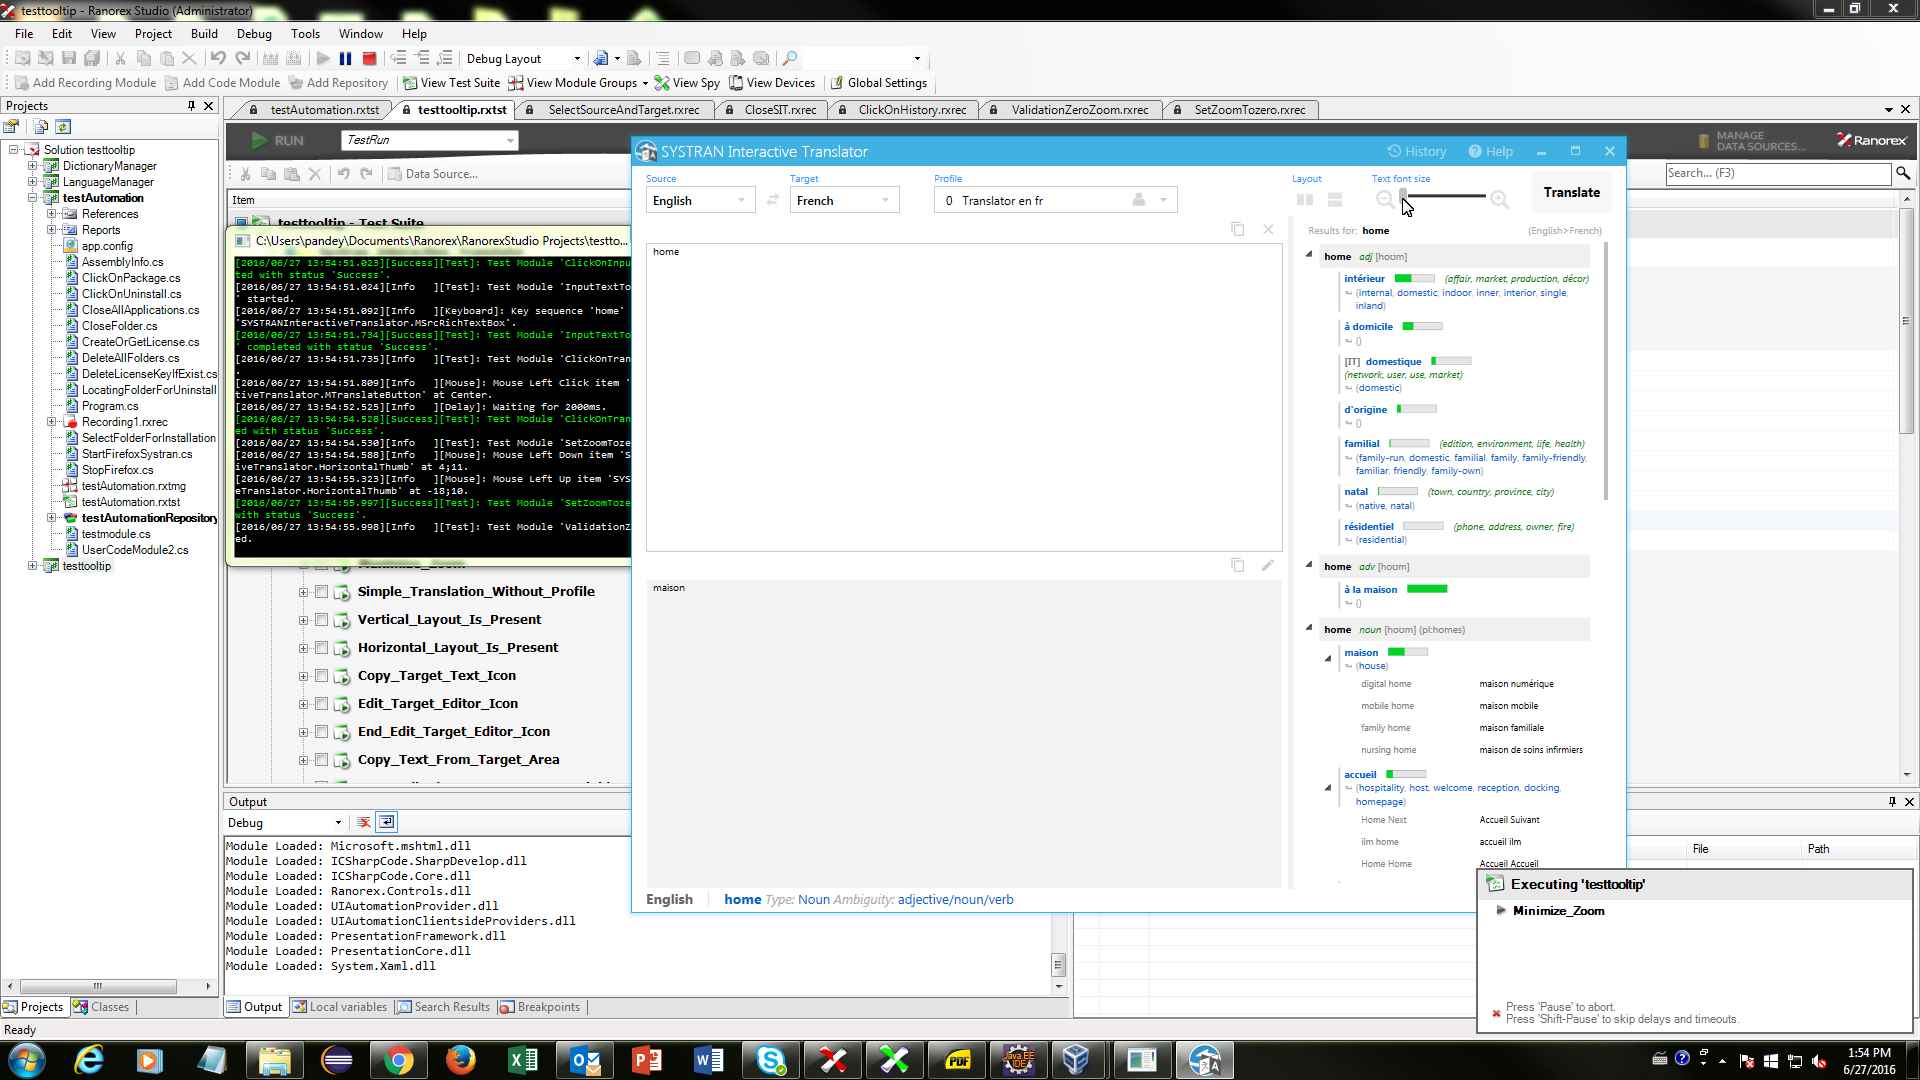 testtooltip - Ranorex Studio (Administrator)
File Edit View Project Build Debug Tools Window Help
Debug Layout
Add Recording Module Add Code Module Add Repository View Test Suite View Module Groups View Spy View Devices Global Settings
Projects
testAutomation.rxtst testtooltip.rxtst SelectSourceAndTarget.rxrec CloseSIT.rxrec ClickOnHistory.rxrec ValidationZeroZoom.rxrec SetZoomTozero.rxrec
RUN TestRun MANAGE DATA SOURCES... Ranorex
Data Source... Search... (F3)
Item
testtooltip - Test Suite
Solution testtooltip
DictionaryManager
LanguageManager
testAutomation
References
Reports
app.config
AssemblyInfo.cs
ClickOnPackage.cs
ClickOnUninstall.cs
CloseAllApplications.cs
CloseFolder.cs
CreateOrGetLicense.cs
DeleteAllFolders.cs
DeleteLicenseKeyIfExist.cs
LocatingFolderForUninstall
Program.cs
Recording1.rxrec
SelectFolderForInstallation
StartFirefoxSystran.cs
StopFirefox.cs
testAutomation.rxtmg
testAutomation.rxtst
testAutomationRepository
testmodule.cs
UserCodeModule2.cs
testtooltip
C:\Users\pandey\Documents\Ranorex\RanorexStudio Projects\testto...
[2016/06/27 13:54:51.023][Success][Test]: Test Module 'ClickOnInpu
ted with status 'Success'.
[2016/06/27 13:54:51.024][Info   ][Test]: Test Module 'InputTextTo
' started.
[2016/06/27 13:54:51.092][Info   ][Keyboard]: Key sequence 'home'
'SYSTRANInteractiveTranslator.MSrcRichTextBox'.
[2016/06/27 13:54:51.734][Success][Test]: Test Module 'InputTextTo
' completed with status 'Success'.
[2016/06/27 13:54:51.735][Info   ][Test]: Test Module 'ClickOnTran
.
[2016/06/27 13:54:51.809][Info   ][Mouse]: Mouse Left Click item '
tiveTranslator.MTranslateButton' at Center.
[2016/06/27 13:54:52.525][Info   ][Delay]: Waiting for 2000ms.
[2016/06/27 13:54:54.528][Success][Test]: Test Module 'ClickOnTran
ed with status 'Success'.
[2016/06/27 13:54:54.530][Info   ][Test]: Test Module 'SetZoomToze
[2016/06/27 13:54:54.588][Info   ][Mouse]: Mouse Left Down item 'S
iveTranslator.HorizontalThumb' at 4;11.
[2016/06/27 13:54:55.323][Info   ][Mouse]: Mouse Left Up item 'SYS
eTranslator.HorizontalThumb' at -18;10.
[2016/06/27 13:54:55.997][Success][Test]: Test Module 'SetZoomToze
with status 'Success'.
[2016/06/27 13:54:55.998][Info   ][Test]: Test Module 'ValidationZ
ed.
Minimize_Zoom
Simple_Translation_Without_Profile
Vertical_Layout_Is_Present
Horizontal_Layout_Is_Present
Copy_Target_Text_Icon
Edit_Target_Editor_Icon
End_Edit_Target_Editor_Icon
Copy_Text_From_Target_Area
SYSTRAN Interactive Translator History Help
Source Target Profile Layout Text font size
English French 0 Translator en fr Translate
home
maison
Results for: home (English>French)
home adj [hoʊm]
intérieur (affair, market, production, décor)
(internal, domestic, indoor, inner, interior, single,
inland)
à domicile
()
[IT] domestique
(network, user, use, market)
(domestic)
d'origine
()
familial (edition, environment, life, health)
(family-run, domestic, familial, family, family-friendly,
familiar, friendly, family-own)
natal (town, country, province, city)
(native, natal)
résidentiel (phone, address, owner, fire)
(residential)
home adv [hoʊm]
à la maison
()
home noun [hoʊm] (pl:homes)
maison
(house)
digital home maison numérique
mobile home maison mobile
family home maison familiale
nursing home maison de soins infirmiers
accueil
(hospitality, host, welcome, reception, docking,
homepage)
Home Next Accueil Suivant
ilm home accueil ilm
Home Home Accueil Accueil
English home Type: Noun Ambiguity: adjective/noun/verb
Output
Debug
Module Loaded: Microsoft.mshtml.dll
Module Loaded: ICSharpCode.SharpDevelop.dll
Module Loaded: ICSharpCode.Core.dll
Module Loaded: Ranorex.Controls.dll
Module Loaded: UIAutomationProvider.dll
Module Loaded: UIAutomationClientsideProviders.dll
Module Loaded: PresentationFramework.dll
Module Loaded: PresentationCore.dll
Module Loaded: System.Xaml.dll
File Path
Executing 'testtooltip'
Minimize_Zoom
Press 'Pause' to abort.
Press 'Shift-Pause' to skip delays and timeouts.
Projects Classes Output Local variables Search Results Breakpoints
Ready
PDF
Java EE
IDE
1:54 PM
6/27/2016